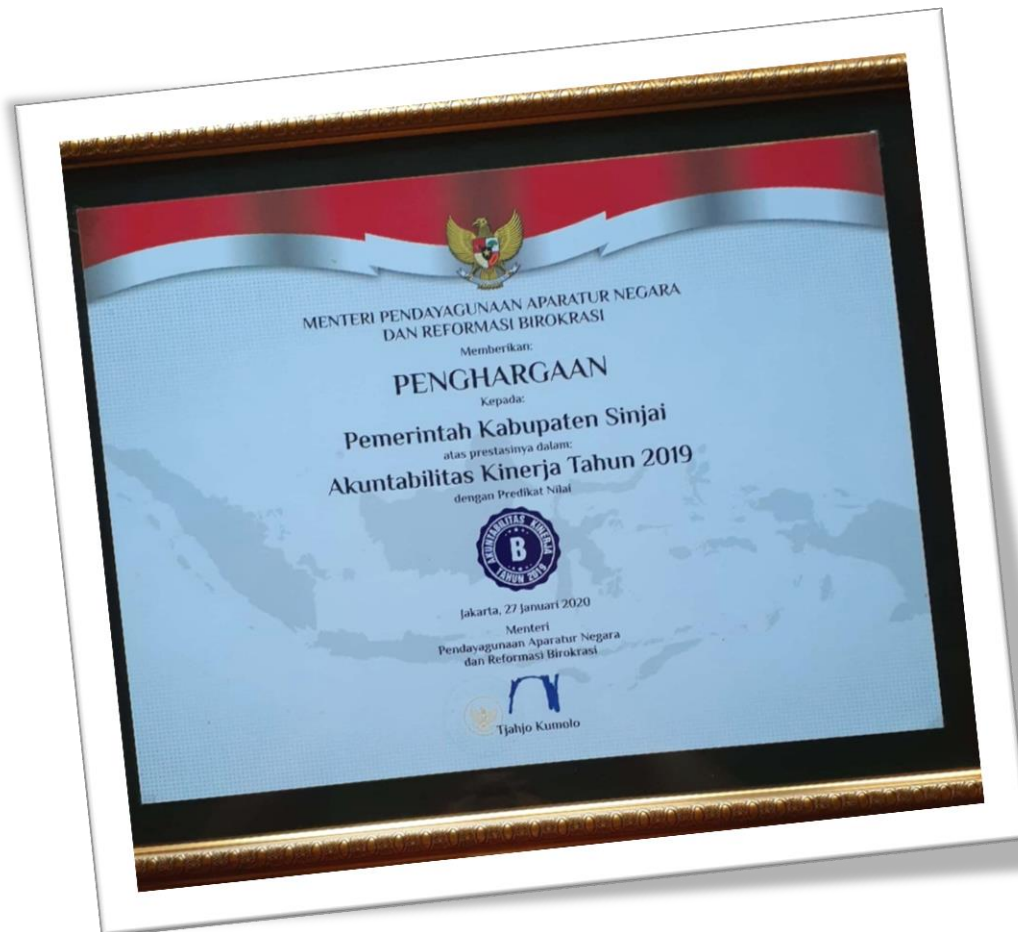 MENTERI PENDAYAGUNAAN APARATUR NEGARA
DAN REFORMASI BIROKRASI
Memberikan:
PENGHARGAAN
Kepada:
Pemerintah Kabupaten Sinjai
atas prestasinya dalam:
Akuntabilitas Kinerja Tahun 2019
dengan Predikat Nilai
AKUNTABILITAS KINERJA
B
TAHUN 2019
Jakarta, 27 Januari 2020
Menteri
Pendayagunaan Aparatur Negara
dan Reformasi Birokrasi
Tjahjo Kumolo